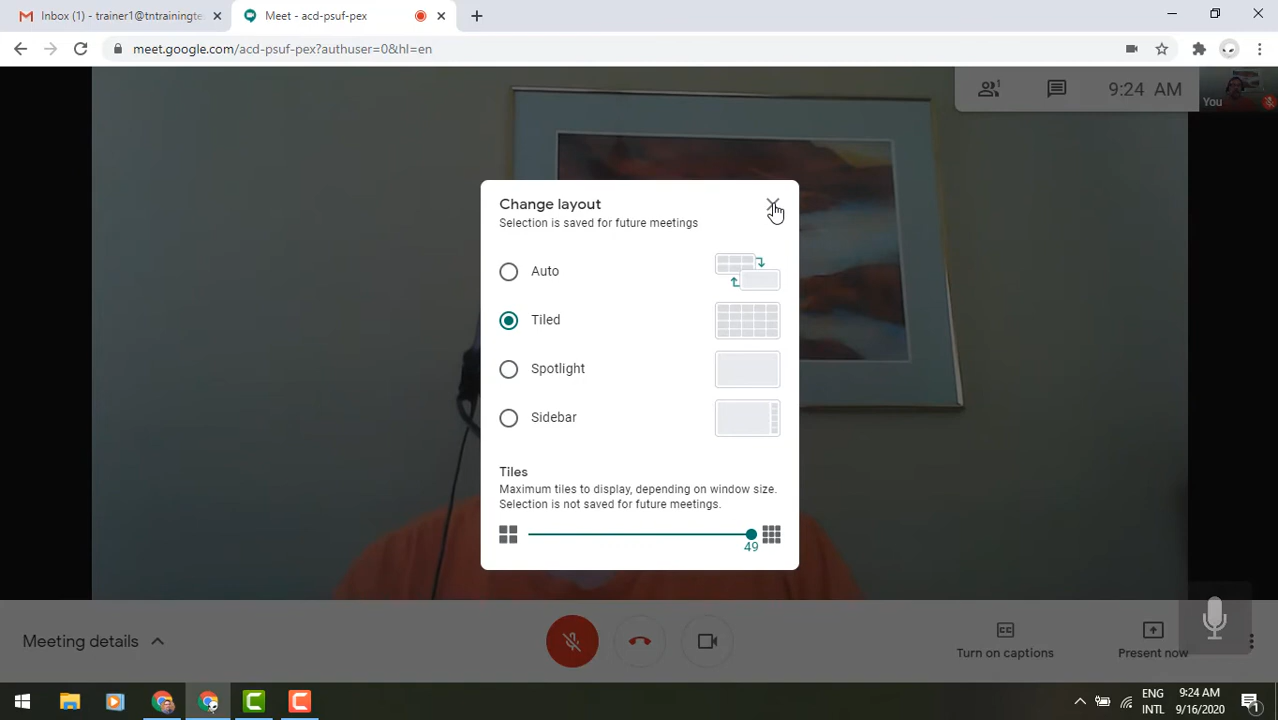 Inbox (1) - trainer1@tntrainingte
Meet - acd-psuf-pex
meet.google.com/acd-psuf-pex?authuser=0&hl=en
1
9:24 AM
You
Change layout
Selection is saved for future meetings
Auto
Tiled
Spotlight
Sidebar
Tiles
Maximum tiles to display, depending on window size.
Selection is not saved for future meetings.
49
Meeting details
CC
Turn on captions
Present now
ENG
INTL
9:24 AM
9/16/2020
1